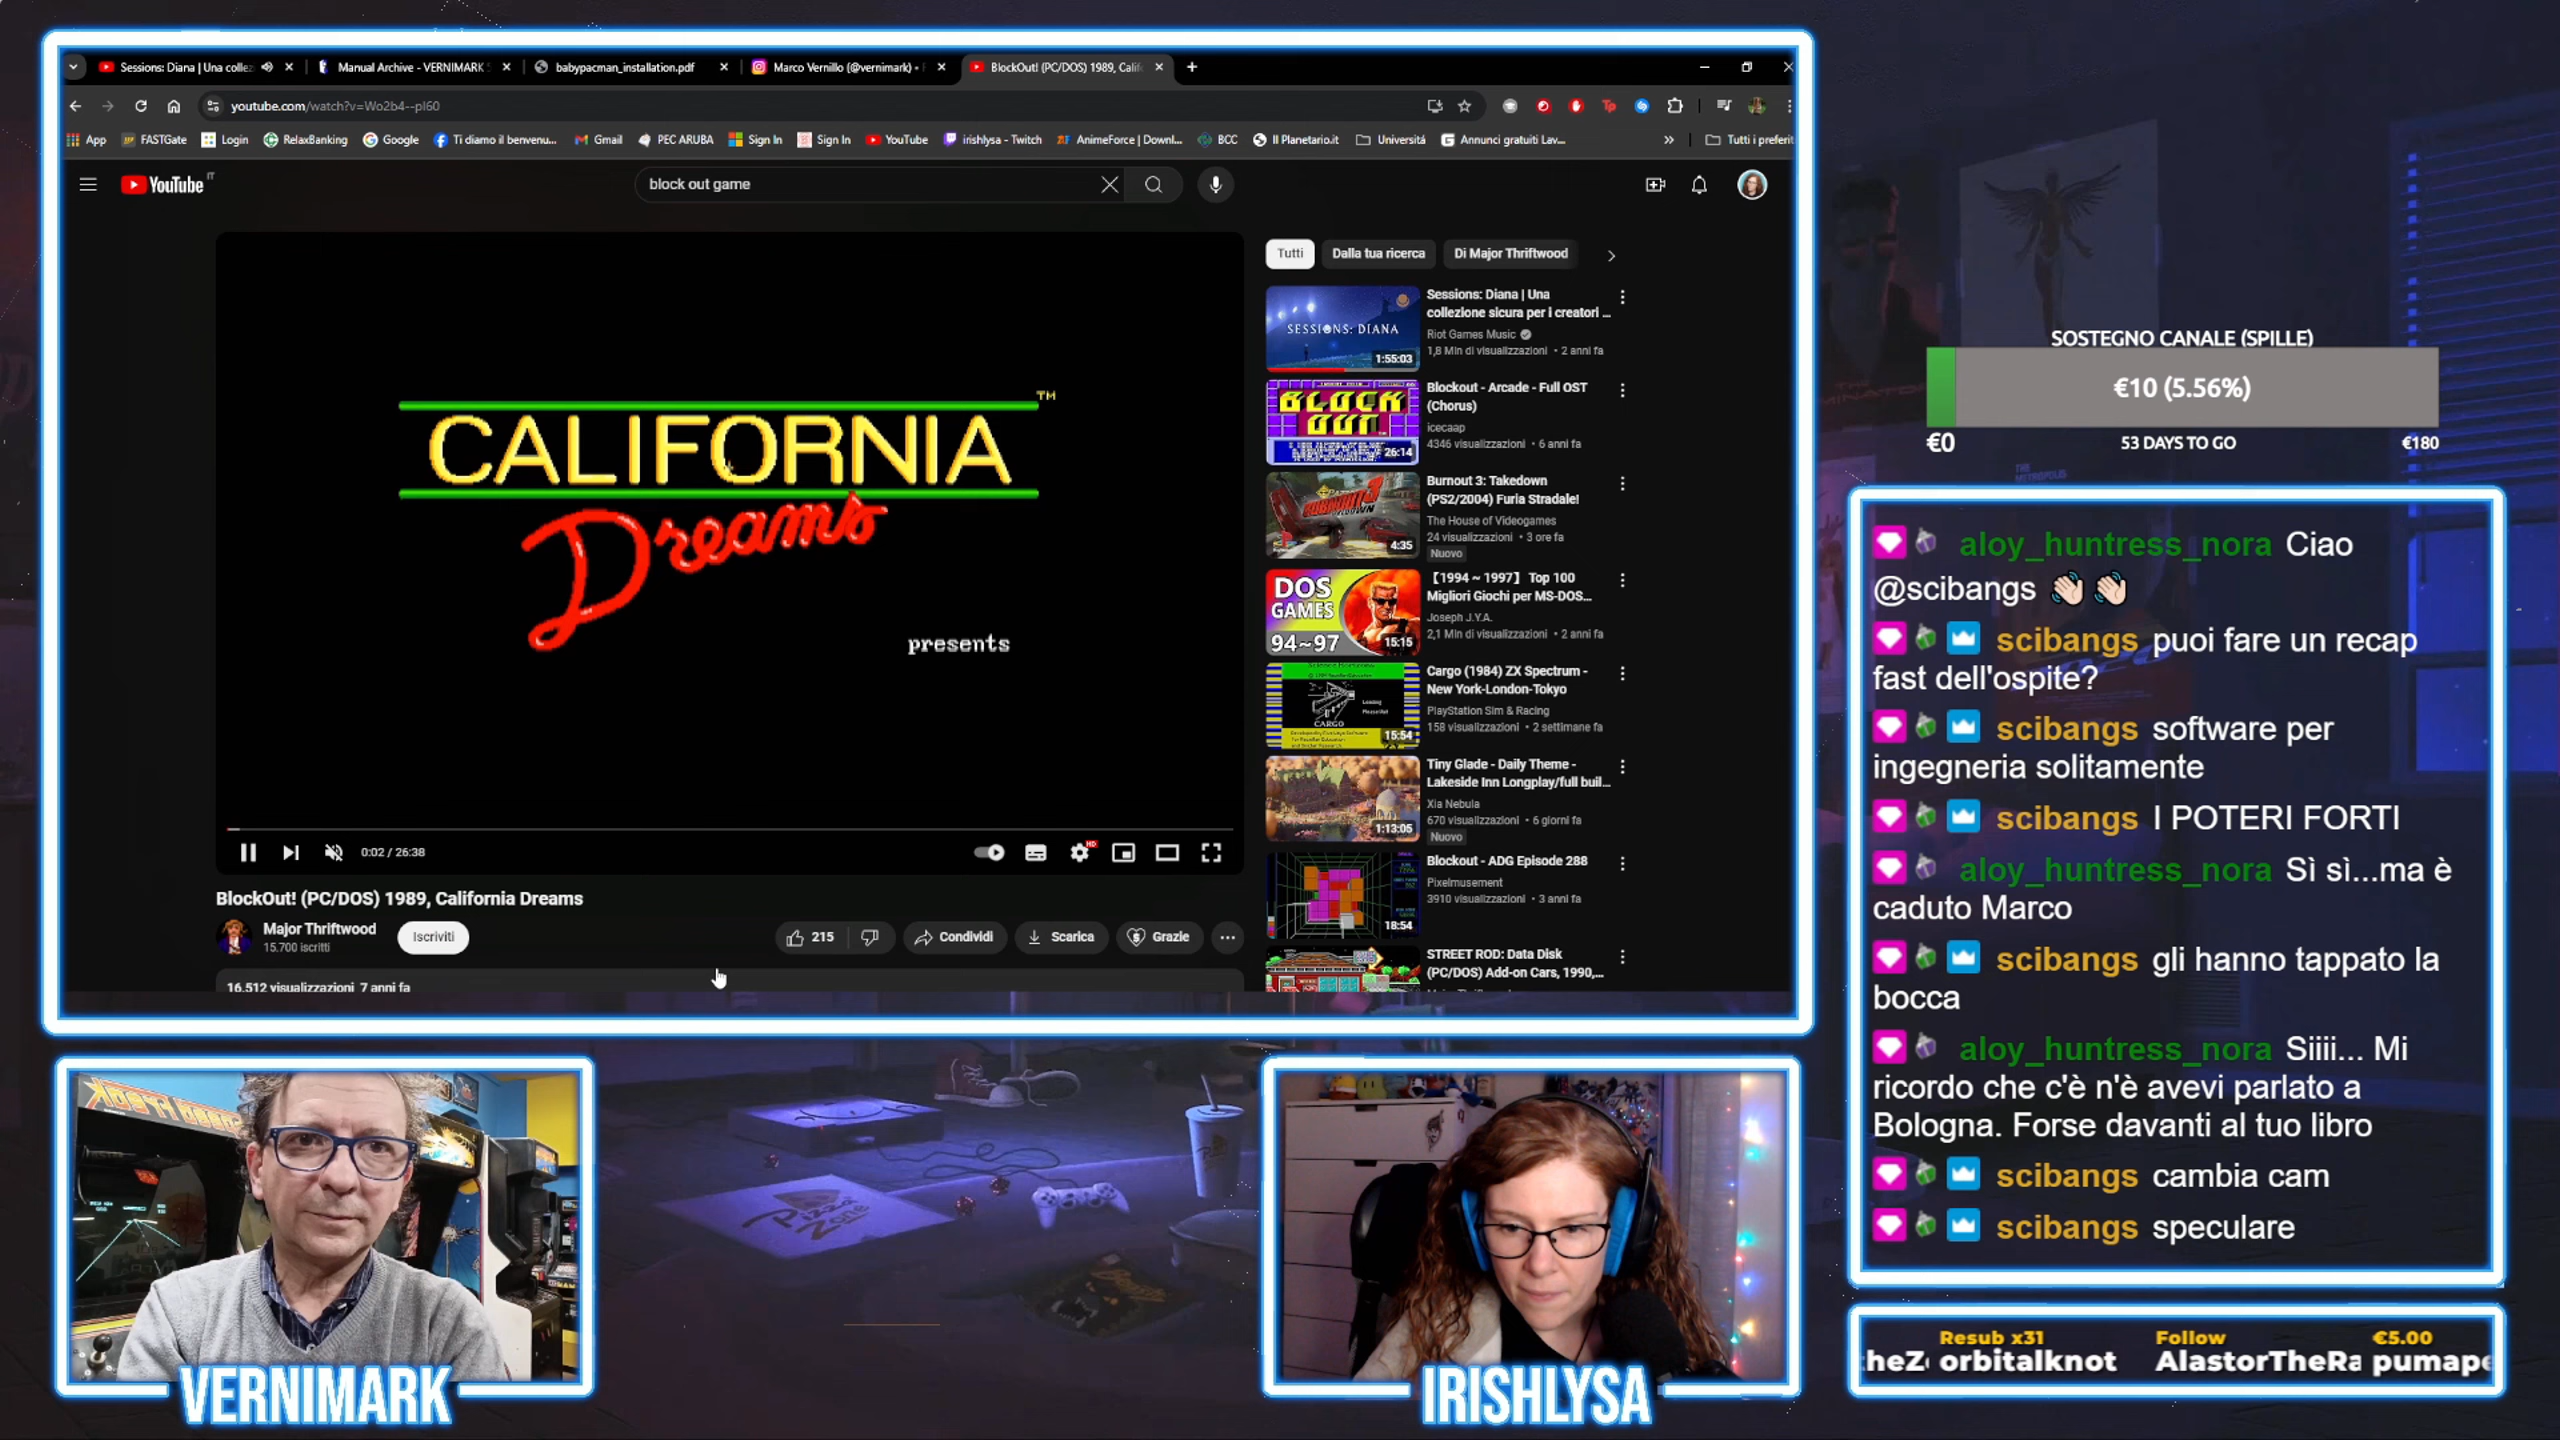 Sessions: Diana | Una collez
Manual Archive - VERNIMARK
babypacman_installation.pdf
Marco Vernillo (@vernimark) •
BlockOut! (PC/DOS) 1989, Calif
youtube.com/watch?v=Wo2b4--pI60
App
FASTGate
Login
RelaxBanking
Google
Ti diamo il benvenu...
Gmail
PEC ARUBA
Sign In
Sign In
YouTube
irishlysa - Twitch
AnimeForce | Downl...
BCC
Il Planetario.it
Universitá
Annunci gratuiti Lav...
»
Tutti i preferit
YouTube IT
block out game
CALIFORNIA™
Dreams
presents
0:02 / 26:38
BlockOut! (PC/DOS) 1989, California Dreams
Major Thriftwood
15.700 iscritti
Iscriviti
215
Condividi
Scarica
Grazie
16.512 visualizzazioni 7 anni fa
Tutti
Dalla tua ricerca
Di Major Thriftwood
SESSIONS: DIANA
1:55:03
Sessions: Diana | Una
collezione sicura per i creatori ...
Riot Games Music
1,8 Mln di visualizzazioni • 2 anni fa
BLOCK
OUT
26:14
Blockout - Arcade - Full OST
(Chorus)
icecaap
4346 visualizzazioni • 6 anni fa
4:35
Burnout 3: Takedown
(PS2/2004) Furia Stradale!
The House of Videogames
24 visualizzazioni • 3 ore fa
Nuovo
DOS
GAMES
94~97
15:15
【1994 ~ 1997】 Top 100
Migliori Giochi per MS-DOS...
Joseph J.Y.A.
2,1 Mln di visualizzazioni • 2 anni fa
CARGO
15:54
Cargo (1984) ZX Spectrum -
New York-London-Tokyo
PlayStation Sim & Racing
158 visualizzazioni • 2 settimane fa
1:13:05
Tiny Glade - Daily Theme -
Lakeside Inn Longplay/full buil...
Xia Nebula
670 visualizzazioni • 6 giorni fa
Nuovo
18:54
Blockout - ADG Episode 288
Pixelmusement
3910 visualizzazioni • 3 anni fa
STREET ROD: Data Disk
(PC/DOS) Add-on Cars, 1990,...
SOSTEGNO CANALE (SPILLE)
€10 (5.56%)
€0
53 DAYS TO GO
€180
aloy_huntress_nora Ciao
@scibangs 👋🏻 👋🏻
scibangs puoi fare un recap
fast dell'ospite?
scibangs software per
ingegneria solitamente
scibangs I POTERI FORTI
aloy_huntress_nora Sì sì...ma è
caduto Marco
scibangs gli hanno tappato la
bocca
aloy_huntress_nora Siiii... Mi
ricordo che c'è n'è avevi parlato a
Bologna. Forse davanti al tuo libro
scibangs cambia cam
scibangs speculare
Pizza
Zone
VERNIMARK
IRISHLYSA
Resub x31
Follow
€5.00
heZ
orbitalknot
AlastorTheRa
pumape